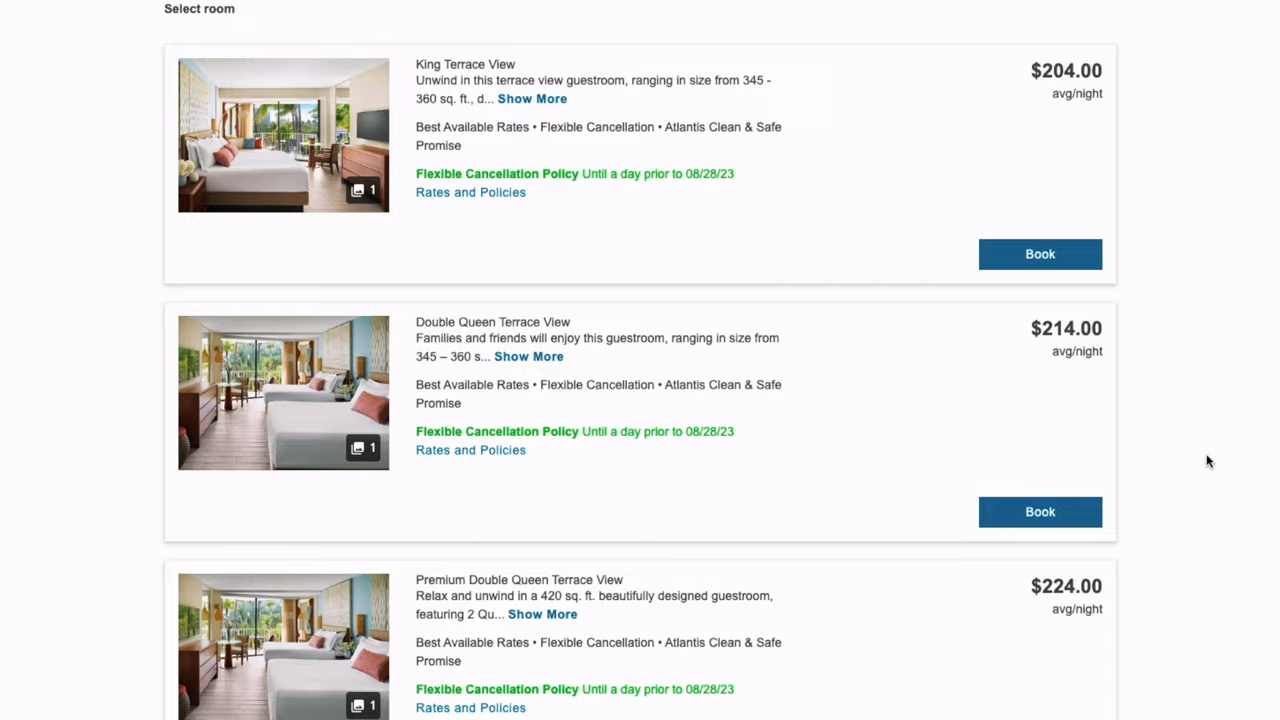 Select room
King Terrace View
$204.00
Unwind in this terrace view guestroom, ranging in size from 345 -
avg/night
360 sq. ft., d... Show More
Best Available Rates • Flexible Cancellation • Atlantis Clean & Safe
Promise
Flexible Cancellation Policy Until a day prior to 08/28/23
Rates and Policies
1
Book
Double Queen Terrace View
$214.00
Families and friends will enjoy this guestroom, ranging in size from
avg/night
345 – 360 s... Show More
Best Available Rates • Flexible Cancellation • Atlantis Clean & Safe
Promise
Flexible Cancellation Policy Until a day prior to 08/28/23
Rates and Policies
1
Book
Premium Double Queen Terrace View
$224.00
Relax and unwind in a 420 sq. ft. beautifully designed guestroom,
avg/night
featuring 2 Qu... Show More
Best Available Rates • Flexible Cancellation • Atlantis Clean & Safe
Promise
Flexible Cancellation Policy Until a day prior to 08/28/23
Rates and Policies
1